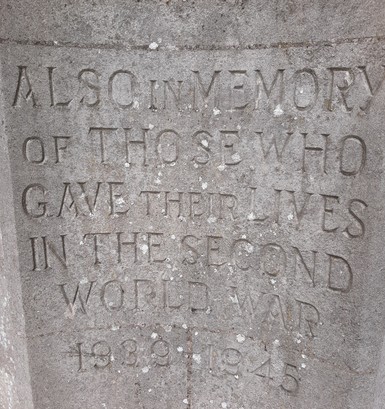 ALSO IN MEMORY
OF THOSE WHO
GAVE THEIR LIVES
IN THE SECOND
WORLD WAR
1939 1945